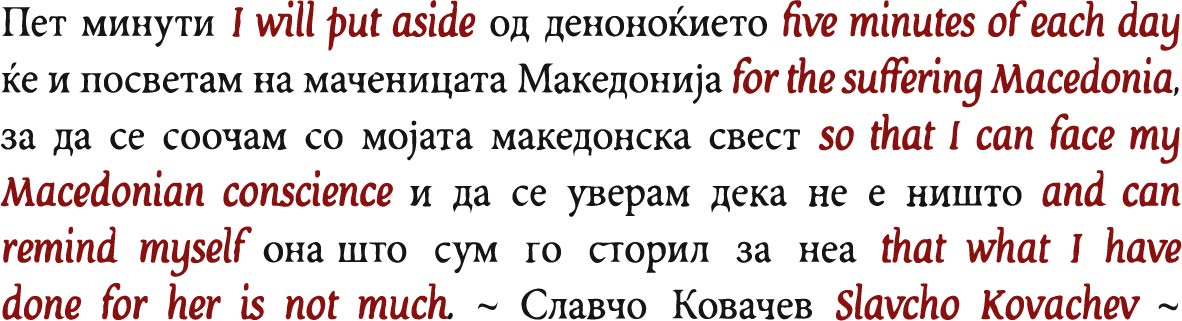 Пет минути I will put aside од деноноќието five minutes of each day
ќе и посветам на маченицата Македонија for the suffering Macedonia,
за да се соочам со мојата македонска свест so that I can face my
Macedonian conscience и да се уверам дека не е ништо and can
remind myself она што сум го сторил за неа that what I have
done for her is not much. ~ Славчо Ковачев Slavcho Kovachev ~